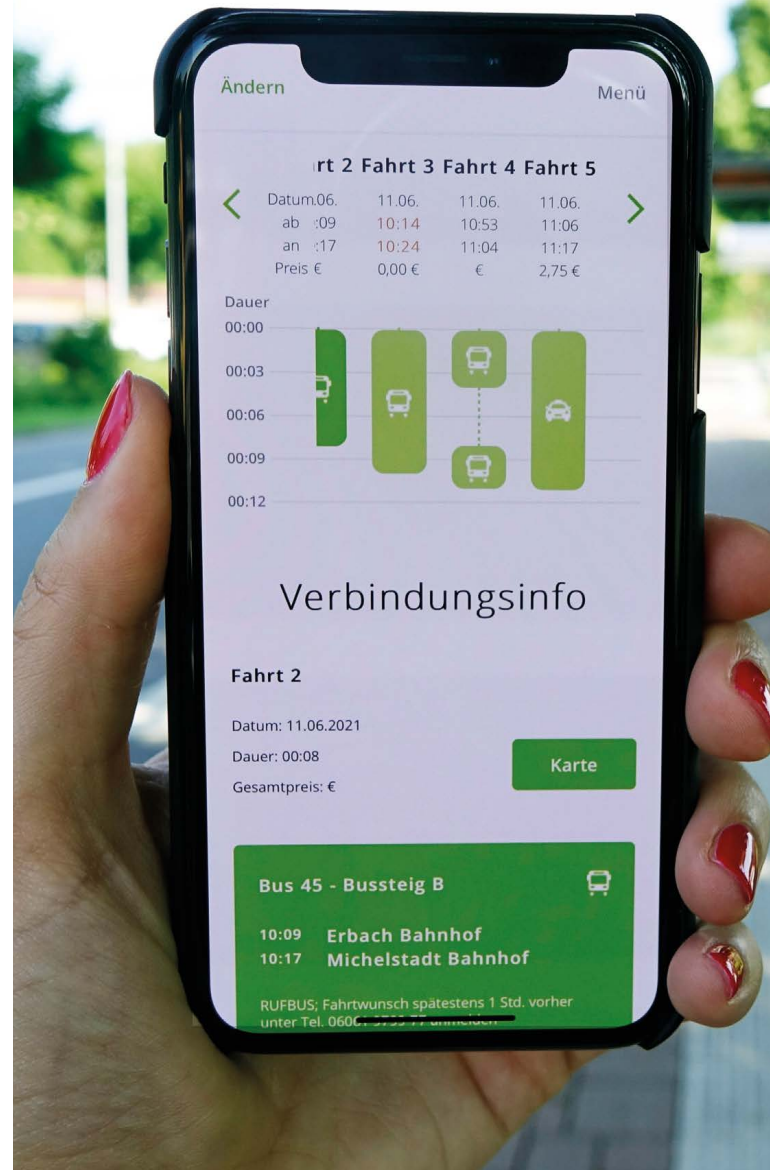 Ändern
Menü
rt 2 Fahrt 3 Fahrt 4 Fahrt 5
Datum.06. 11.06. 11.06. 11.06.
ab :09 10:14 10:53 11:06
an :17 10:24 11:04 11:17
Preis € 0,00 € € 2,75 €
Dauer
00:00
00:03
00:06
00:09
00:12
Verbindungsinfo
Fahrt 2
Datum: 11.06.2021
Dauer: 00:08
Gesamtpreis: €
Karte
Bus 45 - Bussteig B
10:09 Erbach Bahnhof
10:17 Michelstadt Bahnhof
RUFBUS; Fahrtwunsch spätestens 1 Std. vorher
unter Tel. anmelden